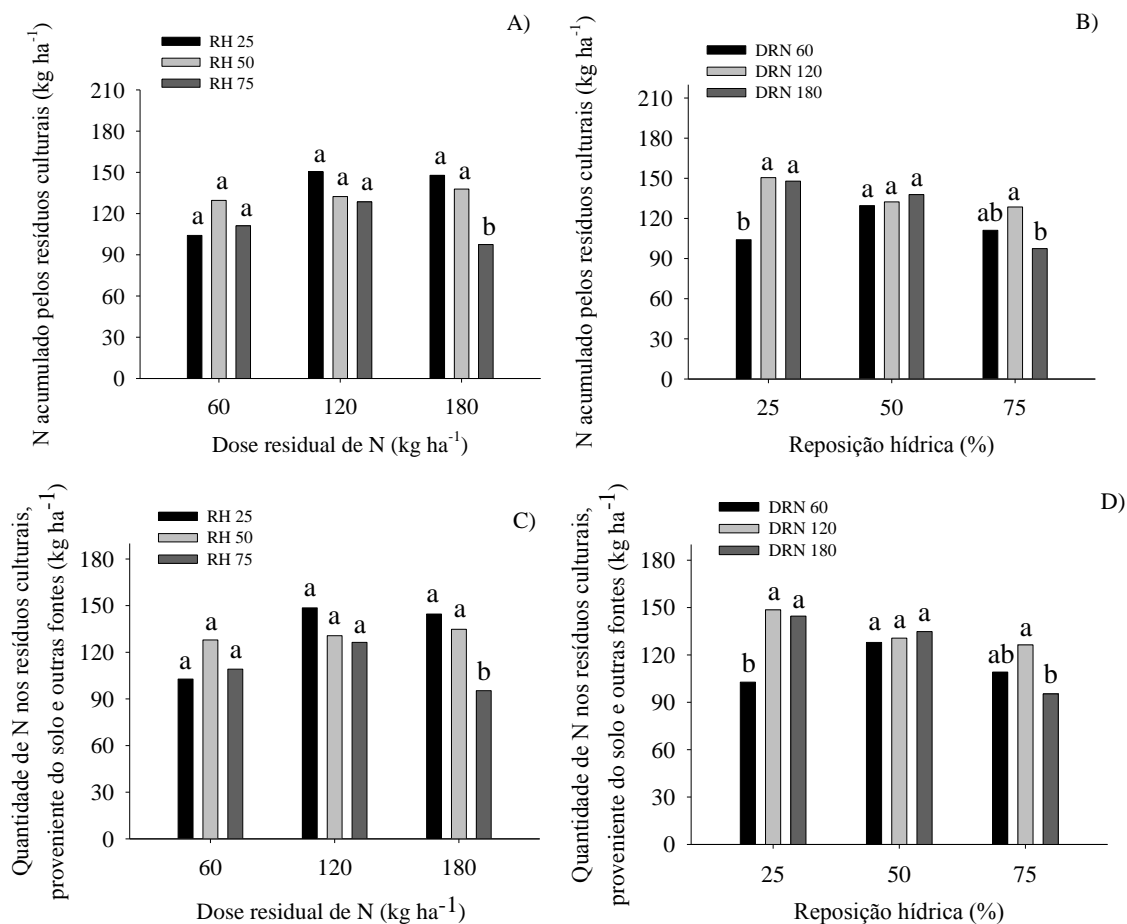 A)
RH 25
RH 50
RH 75
N acumulado pelos resíduos culturais (kg ha-1)
210
180
150
120
90
60
30
0
a a a
a a a
a a b
60 120 180
Dose residual de N (kg ha-1)
B)
DRN 60
DRN 120
DRN 180
N acumulado pelos resíduos culturais (kg ha-1)
210
180
150
120
90
60
30
0
b a a
a a a
ab a b
25 50 75
Reposição hídrica (%)
C)
RH 25
RH 50
RH 75
Quantidade de N nos resíduos culturais,
proveniente do solo e outras fontes (kg ha-1)
180
150
120
90
60
30
0
a a a
a a a
a a b
60 120 180
Dose residual de N (kg ha-1)
D)
DRN 60
DRN 120
DRN 180
Quantidade de N nos resíduos culturais,
proveniente do solo e outras fontes (kg ha-1)
180
150
120
90
60
30
0
b a a
a a a
ab a b
25 50 75
Reposição hídrica (%)